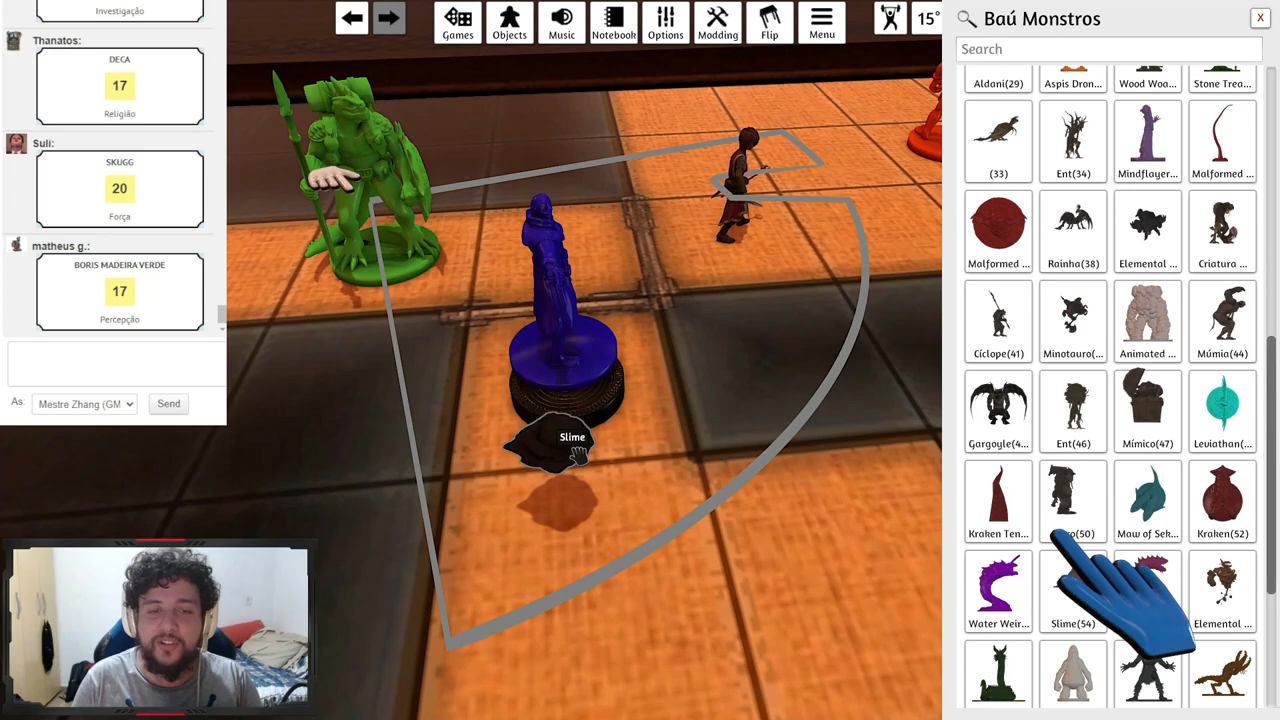 Investigação
Thanatos:
DECA
17
Religião
Suli:
SKUGG
20
Força
matheus g.:
BORIS MADEIRA VERDE
17
Percepção
As: Mestre Zhang (GM
Send
Games
Objects
Music
Notebook
Options
Modding
Flip
Menu
15°
Slime
Baú Monstros
X
Search
Aldani(29)
Aspis Dron...
Wood Woa...
Stone Trea...
(33)
Ent(34)
Mindflayer...
Malformed ...
Malformed ...
Rainha(38)
Elemental ...
Criatura ...
Cíclope(41)
Minotauro(...
Animated ...
Múmia(44)
Gargoyle(4...
Ent(46)
Mímico(47)
Leviathan(...
Kraken Ten...
(50)
Maw of Sek...
Kraken(52)
Water Weir...
Slime(54)
Elemental ...